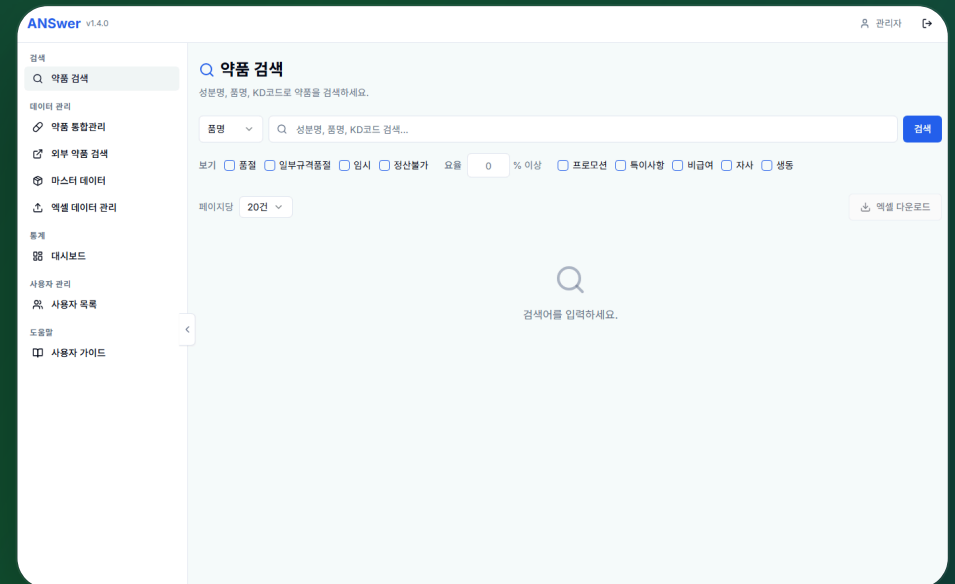 ANSwer v1.4.0
관리자
검색
약품 검색
데이터 관리
약품 통합관리
외부 약품 검색
마스터 데이터
엑셀 데이터 관리
통계
대시보드
사용자 관리
사용자 목록
도움말
사용자 가이드
약품 검색
성분명, 품명, KD코드로 약품을 검색하세요.
품명 성분명, 품명, KD코드 검색... 검색
보기 품절 일부규격품절 임시 정산불가 요율 0 % 이상 프로모션 특이사항 비급여 자사 생동
페이지당 20건 엑셀 다운로드
검색어를 입력하세요.